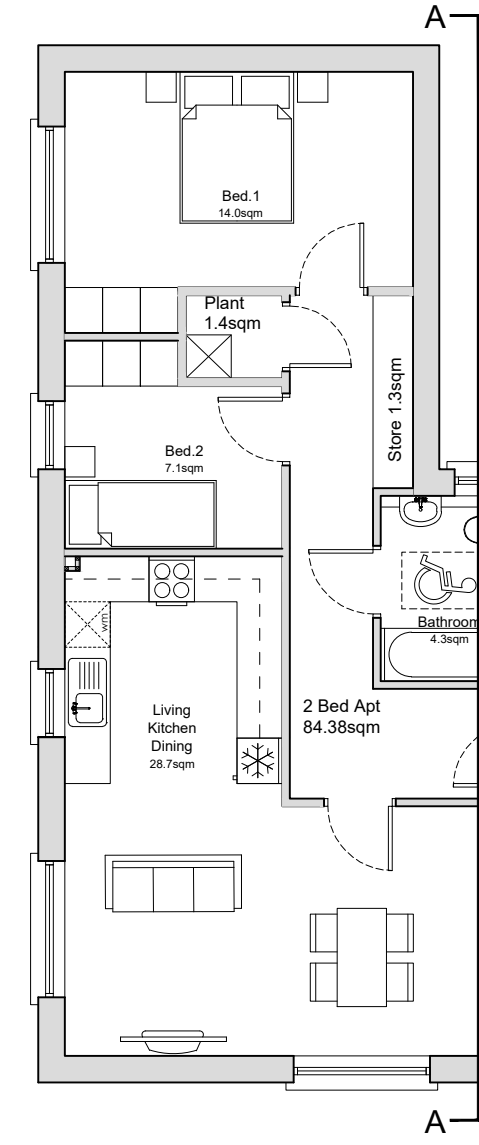 A
Bed.1
14.0sqm
Plant
1.4sqm
Store 1.3sqm
Bed.2
7.1sqm
wm
Bathroom
4.3sqm
Living
Kitchen
Dining
28.7sqm
2 Bed Apt
84.38sqm
A